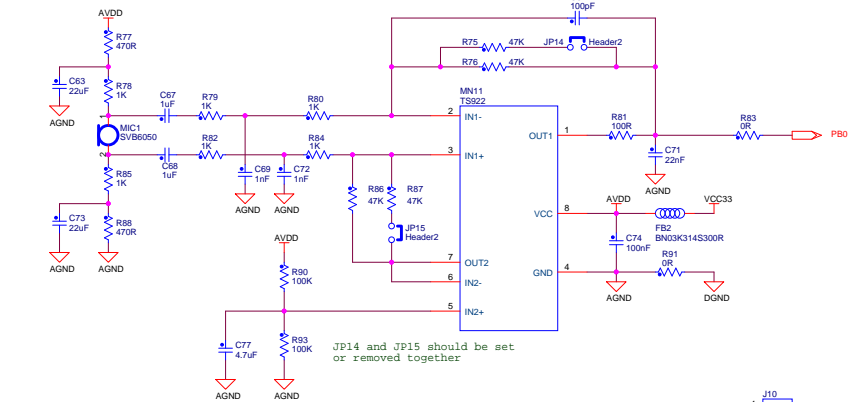 100pF
AVDD
R77
470R
R75
47K
JP14
Header2
R76
47K
C63
22uF
R78
1K
AGND
C67
1uF
R79
1K
R80
1K
MN11
TS922
2
IN1-
1
MIC1
SVB6050
2
R82
1K
R84
1K
3
IN1+
OUT1
1
R81
100R
R83
0R
PB0
C68
1uF
C69
1nF
C72
1nF
C71
22nF
R85
1K
AGND
AGND
AGND
R86
47K
R87
47K
C73
22uF
R88
470R
JP15
Header2
VCC
8
AVDD
VCC33
FB2
BN03K314S300R
AGND
AGND
AVDD
C74
100nF
7
OUT2
R90
100K
6
IN2-
GND
4
R91
0R
AGND
DGND
5
IN2+
C77
4.7uF
R93
100K
JP14 and JP15 should be set
or removed together
AGND
AGND
J10